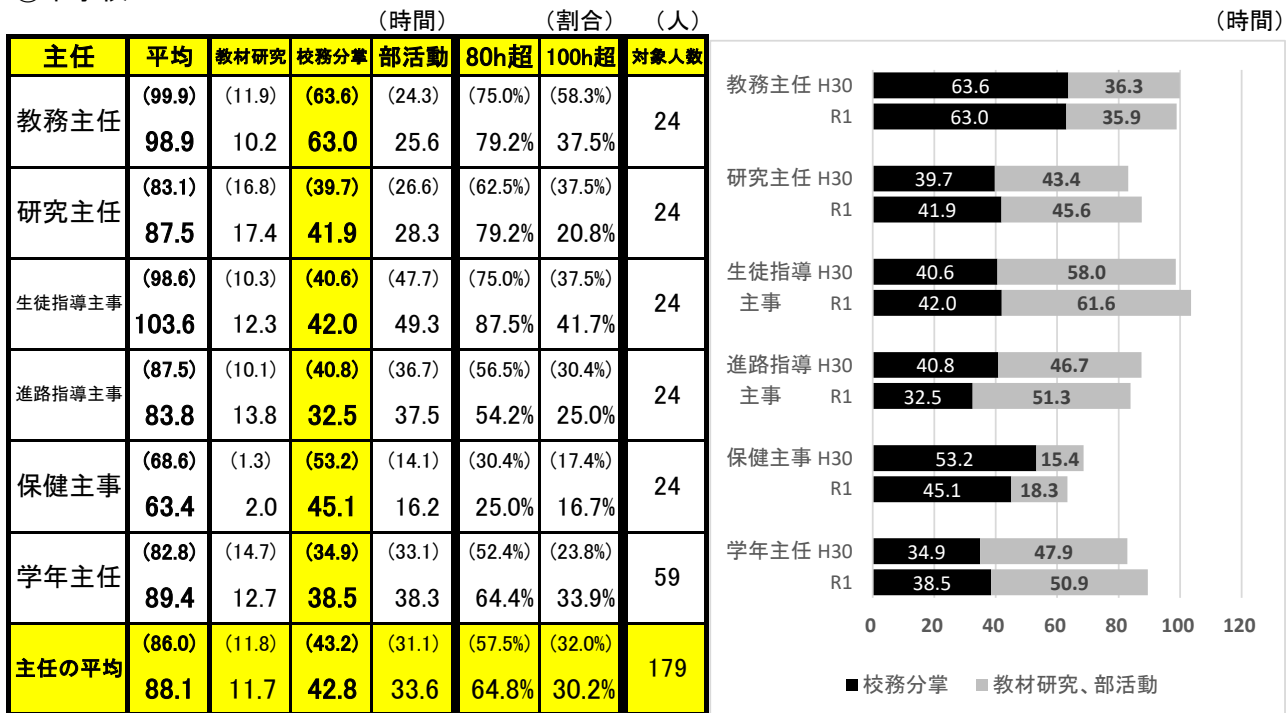 (時間) (割合) (人)
主任 平均 教材研究 校務分掌 部活動 80h超 100h超 対象人数
教務主任 (99.9) (11.9) (63.6) (24.3) (75.0%) (58.3%) 24
98.9 10.2 63.0 25.6 79.2% 37.5%
研究主任 (83.1) (16.8) (39.7) (26.6) (62.5%) (37.5%) 24
87.5 17.4 41.9 28.3 79.2% 20.8%
生徒指導主事 (98.6) (10.3) (40.6) (47.7) (75.0%) (37.5%) 24
103.6 12.3 42.0 49.3 87.5% 41.7%
進路指導主事 (87.5) (10.1) (40.8) (36.7) (56.5%) (30.4%) 24
83.8 13.8 32.5 37.5 54.2% 25.0%
保健主事 (68.6) (1.3) (53.2) (14.1) (30.4%) (17.4%) 24
63.4 2.0 45.1 16.2 25.0% 16.7%
学年主任 (82.8) (14.7) (34.9) (33.1) (52.4%) (23.8%) 59
89.4 12.7 38.5 38.3 64.4% 33.9%
主任の平均 (86.0) (11.8) (43.2) (31.1) (57.5%) (32.0%) 179
88.1 11.7 42.8 33.6 64.8% 30.2%
(時間)
教務主任 H30 63.6 36.3
R1 63.0 35.9
研究主任 H30 39.7 43.4
R1 41.9 45.6
生徒指導 H30 40.6 58.0
主事 R1 42.0 61.6
進路指導 H30 40.8 46.7
主事 R1 32.5 51.3
保健主事 H30 53.2 15.4
R1 45.1 18.3
学年主任 H30 34.9 47.9
R1 38.5 50.9
0 20 40 60 80 100 120
■校務分掌 ■教材研究、部活動